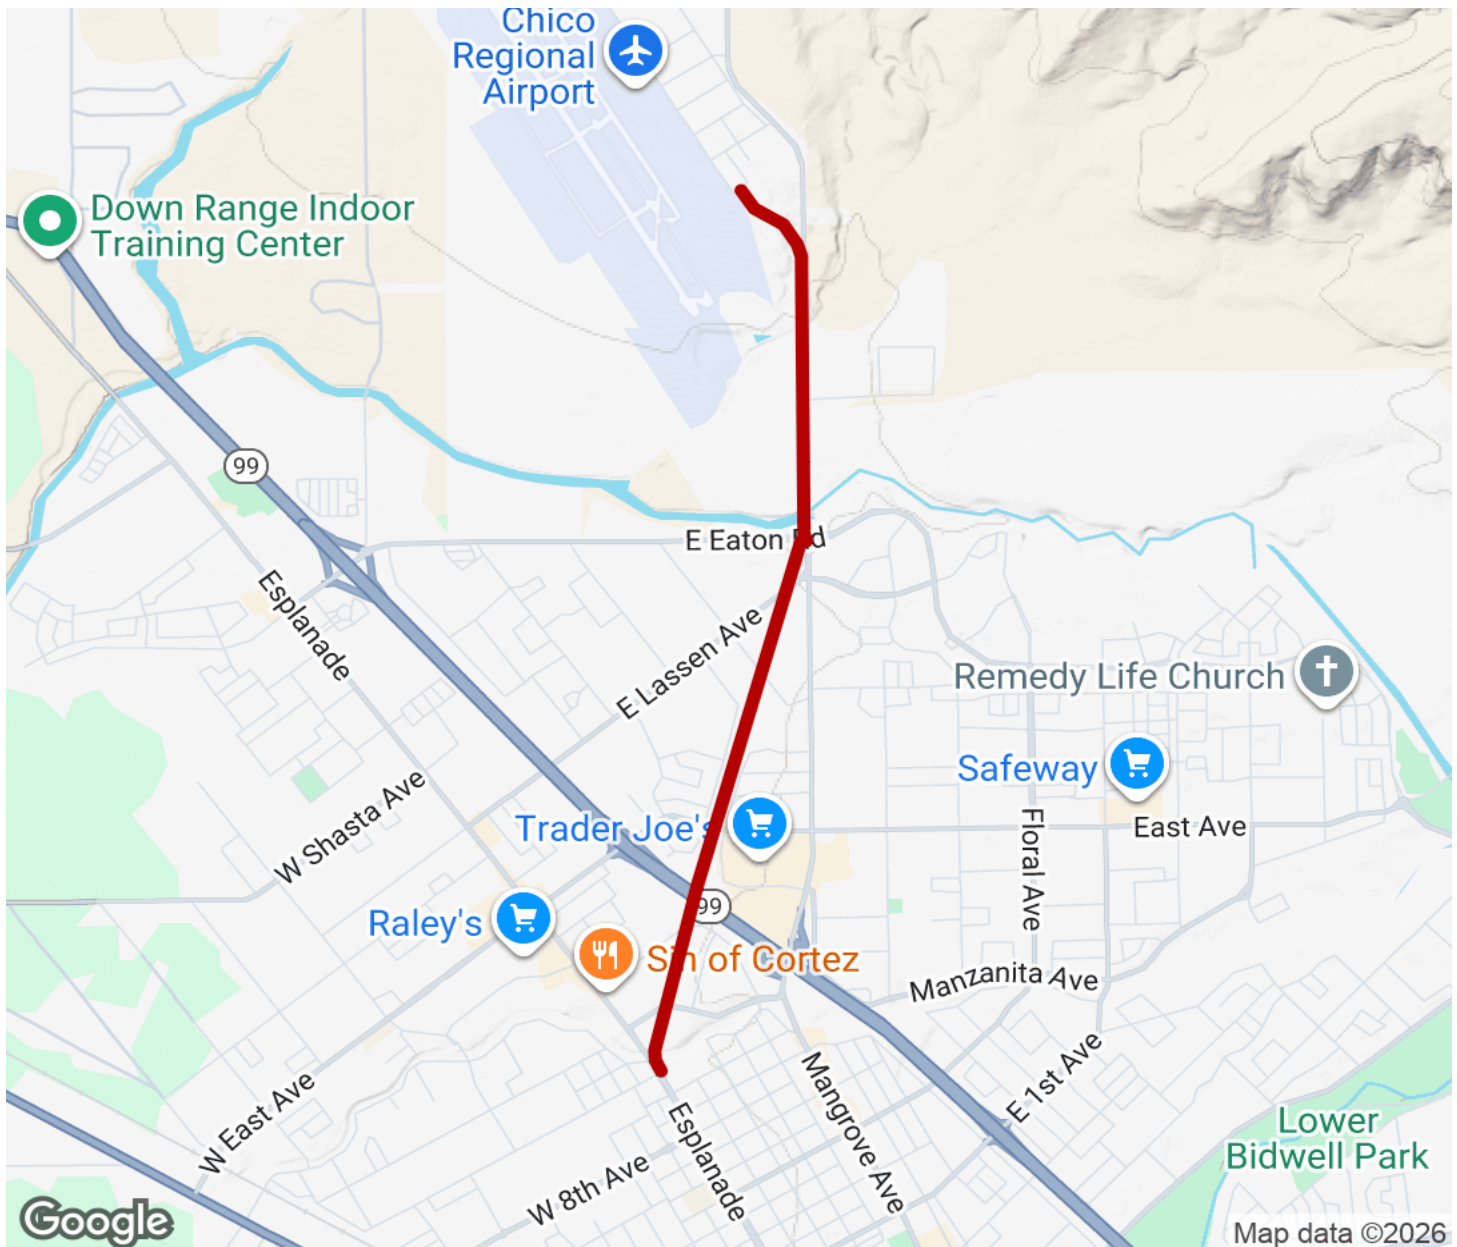 Chico
Regional
Airport
Down Range Indoor
Training Center
99
E Eaton Rd
Esplanade
E Lassen Ave
Remedy Life Church
Safeway
Trader Joe's
East Ave
Floral Ave
W Shasta Ave
99
Raley's
Sin of Cortez
Manzanita Ave
Mangrove Ave
E 1st Ave
W East Ave
Esplanade
Lower
Bidwell Park
W 8th Ave
Google
Map data ©2026